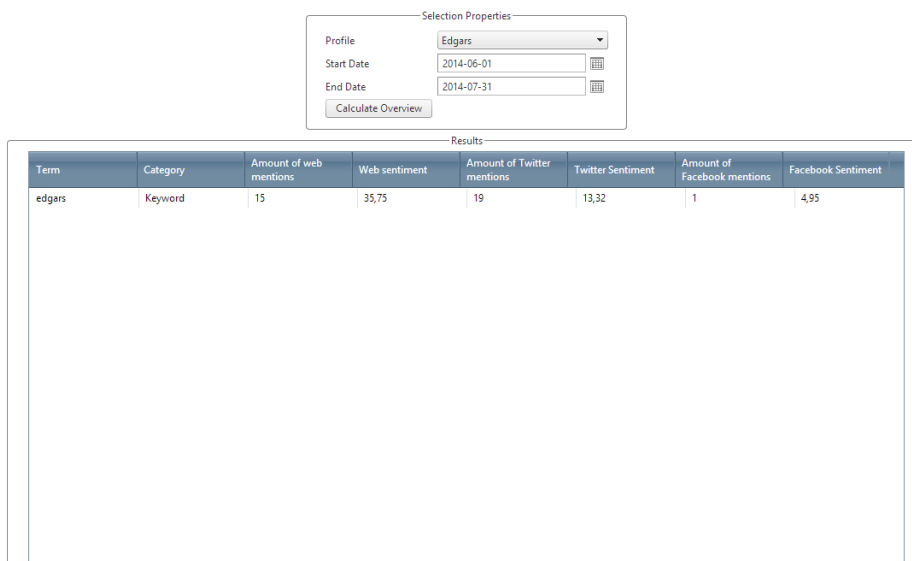 Selection Properties
Profile Edgars
Start Date 2014-06-01
End Date 2014-07-31
Calculate Overview
Results
Term Category Amount of web mentions Web sentiment Amount of Twitter mentions Twitter Sentiment Amount of Facebook mentions Facebook Sentiment
edgars Keyword 15 35,75 19 13,32 1 4,95